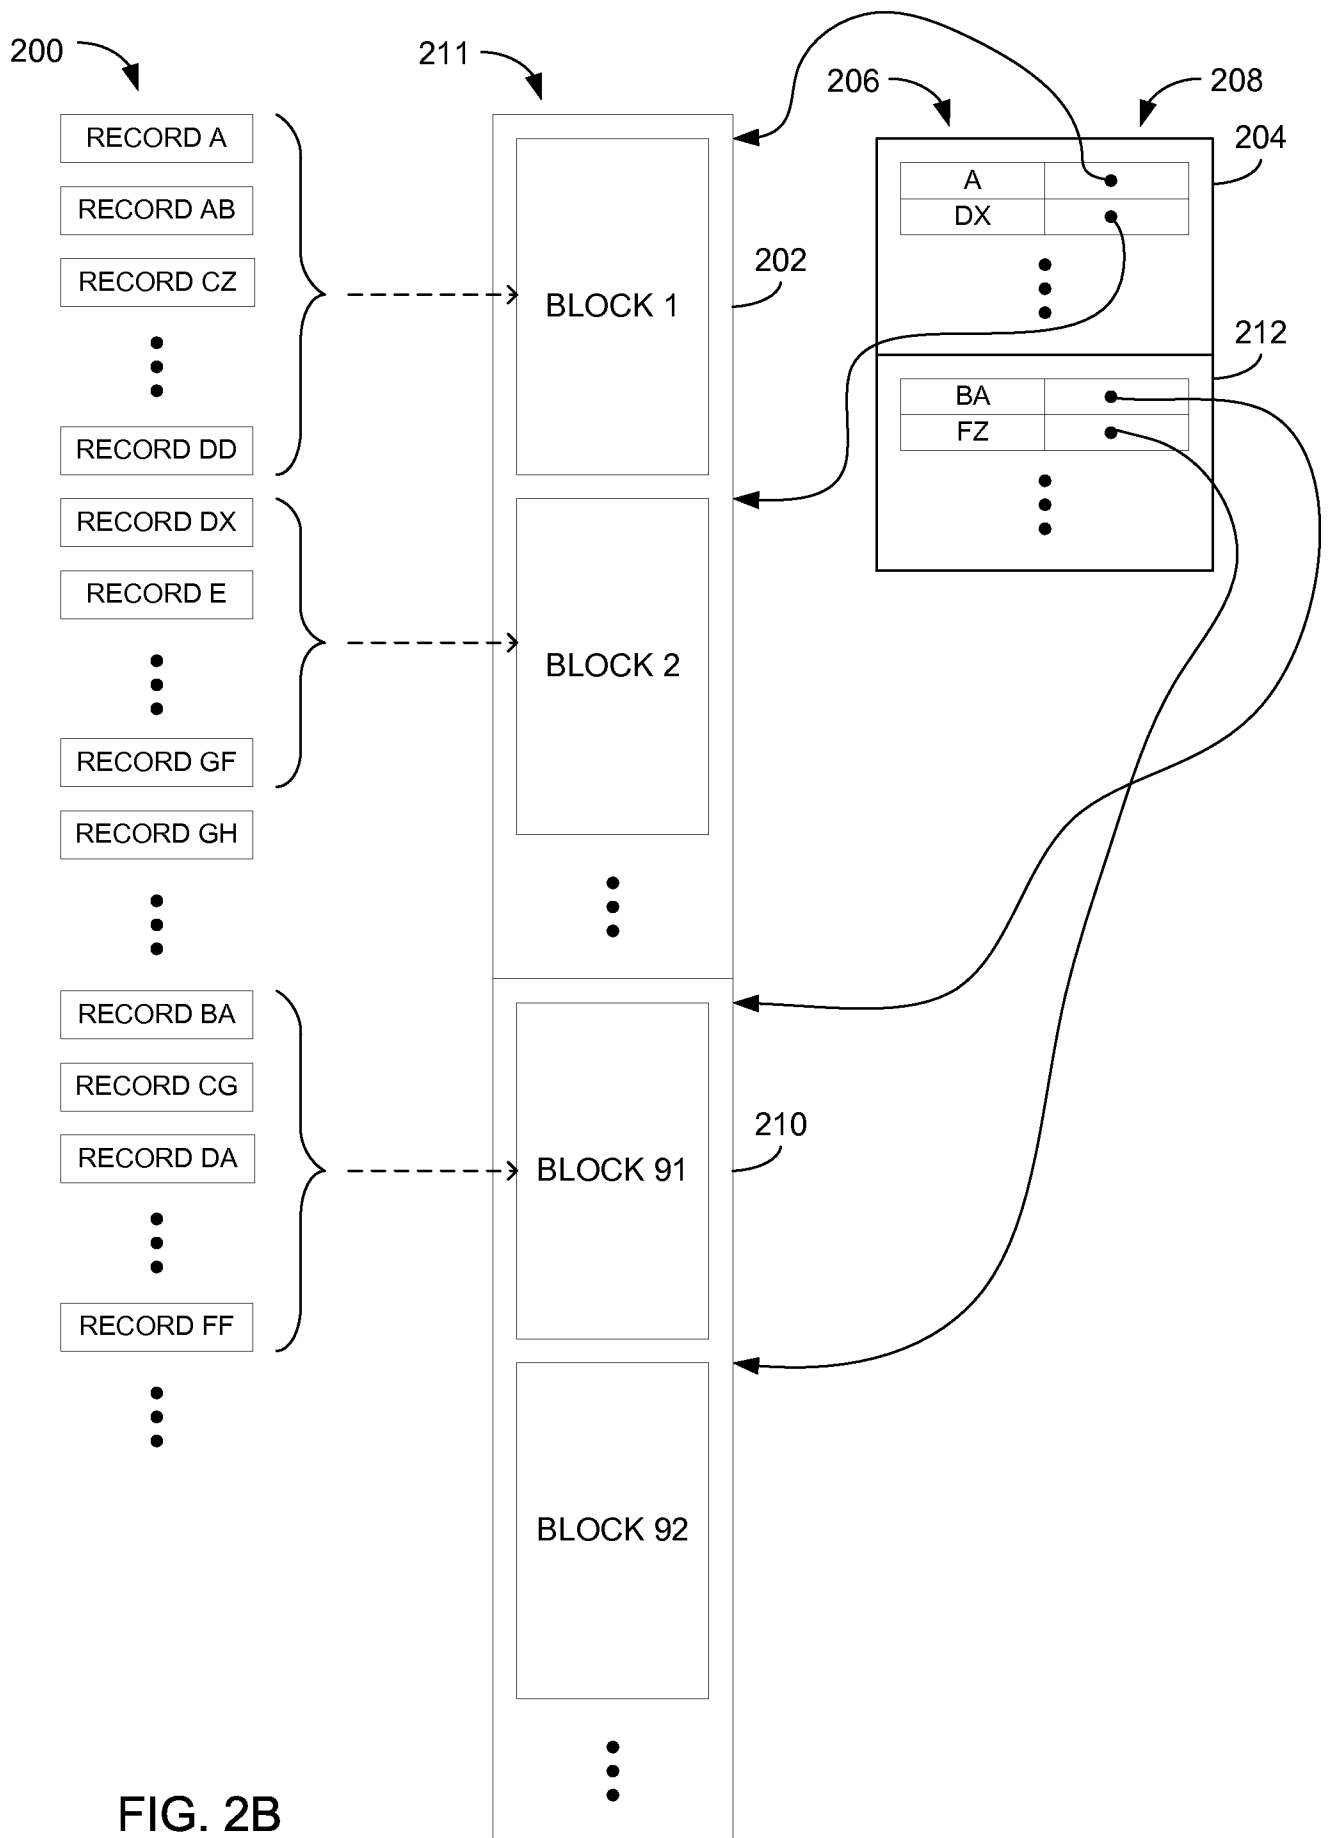 200
RECORD A
RECORD AB
RECORD CZ
RECORD DD
RECORD DX
RECORD E
RECORD GF
RECORD GH
RECORD BA
RECORD CG
RECORD DA
RECORD FF
211
BLOCK 1
202
BLOCK 2
BLOCK 91
210
BLOCK 92
206
208
204
A
DX
212
BA
FZ
FIG. 2B